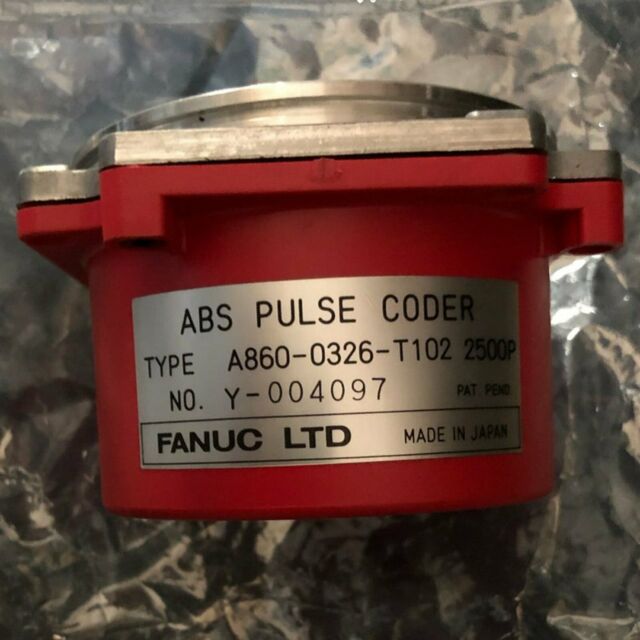 ABS PULSE CODER
TYPE A860-0326-T102 2500P
NO. Y-004097 PAT. PEND.
FANUC LTD MADE IN JAPAN